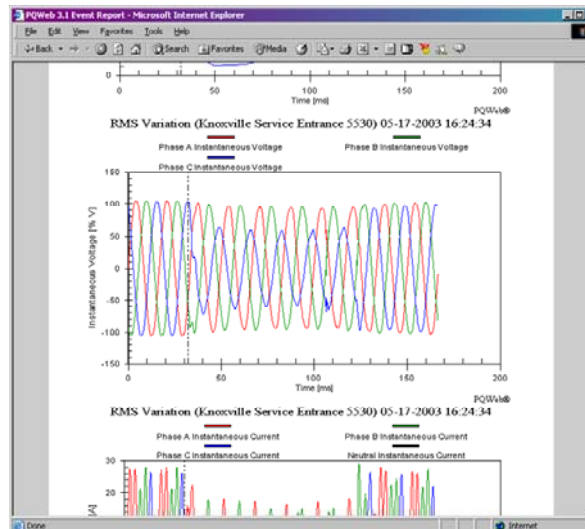 PQWeb 3.1 Event Report - Microsoft Internet Explorer
File Edit View Favorites Tools Help
Back Search Favorites Media
0
0 50 100 150 200
Time [ms]
PQWeb®
RMS Variation (Knoxville Service Entrance 5530) 05-17-2003 16:24:34
Phase A Instantaneous Voltage Phase B Instantaneous Voltage
Phase C Instantaneous Voltage
Instantaneous Voltage [% V]
150
100
50
0
-50
-100
-150
0 50 100 150 200
Time [ms]
PQWeb®
RMS Variation (Knoxville Service Entrance 5530) 05-17-2003 16:24:34
Phase A Instantaneous Current Phase B Instantaneous Current
Phase C Instantaneous Current Neutral Instantaneous Current
30
20
[A]
Done Internet